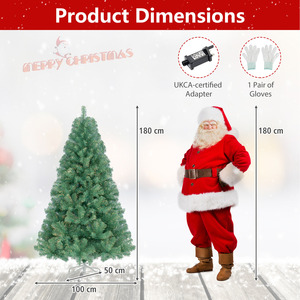 Product Dimensions
MERRY CHRISTMAS
UKCA-certified
Adapter
1 Pair of
Gloves
180 cm
180 cm
50 cm
100 cm